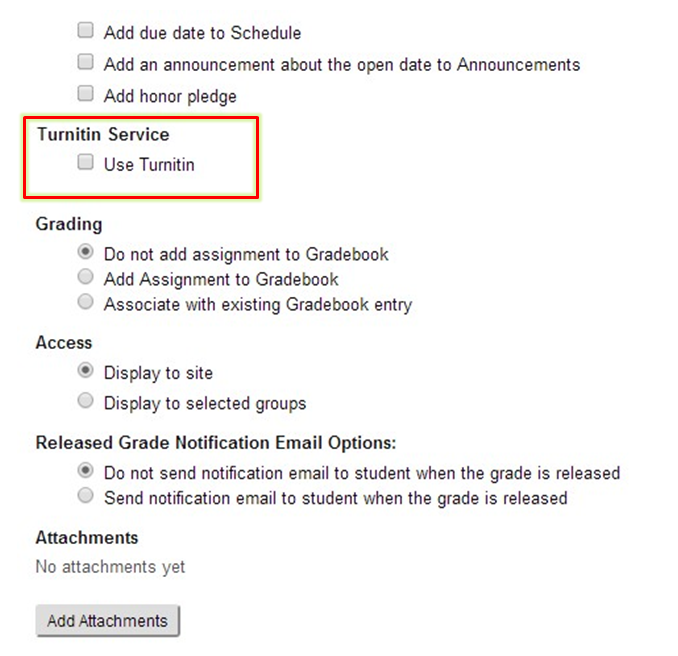 Add due date to Schedule
Add an announcement about the open date to Announcements
Add honor pledge
Turnitin Service
Use Turnitin
Grading
Do not add assignment to Gradebook
Add Assignment to Gradebook
Associate with existing Gradebook entry
Access
Display to site
Display to selected groups
Released Grade Notification Email Options:
Do not send notification email to student when the grade is released
Send notification email to student when the grade is released
Attachments
No attachments yet
Add Attachments